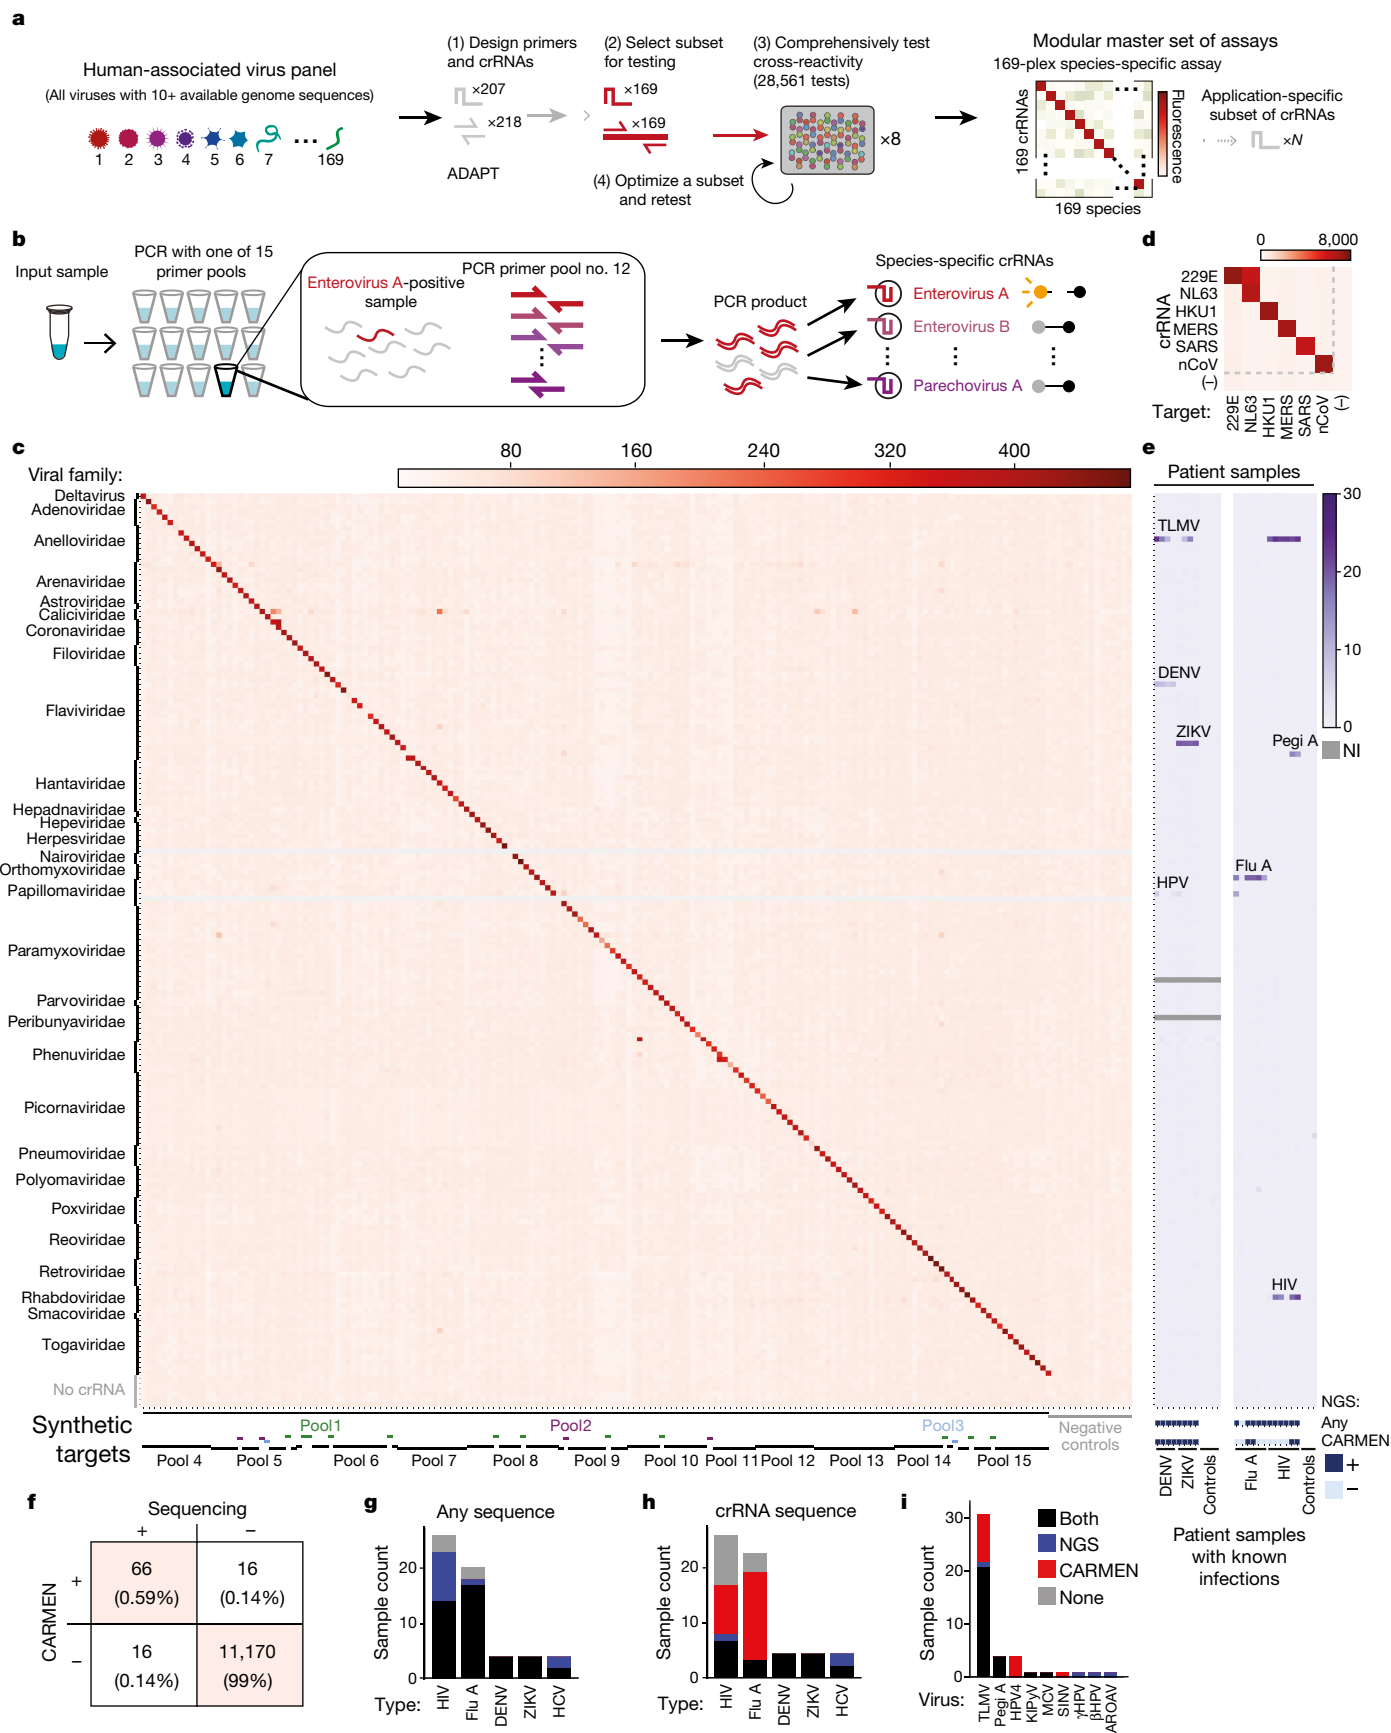 a
Human-associated virus panel
(All viruses with 10+ available genome sequences)
1 2 3 4 5 6 7 ... 169
(1) Design primers
and crRNAs
×207
×218
ADAPT
(2) Select subset
for testing
×169
×169
(3) Comprehensively test
cross-reactivity
(28,561 tests)
×8
(4) Optimize a subset
and retest
Modular master set of assays
169-plex species-specific assay
169 crRNAs
169 species
Fluorescence
Application-specific
subset of crRNAs
×N
b
Input sample
PCR with one of 15
primer pools
Enterovirus A-positive
sample
PCR primer pool no. 12
PCR product
Species-specific crRNAs
Enterovirus A
Enterovirus B
Parechovirus A
d
0 8,000
crRNA
229E
NL63
HKU1
MERS
SARS
nCoV
(–)
Target:
229E
NL63
HKU1
MERS
SARS
nCoV
(–)
c
Viral family:
80 160 240 320 400
Deltavirus
Adenoviridae
Anelloviridae
Arenaviridae
Astroviridae
Caliciviridae
Coronaviridae
Filoviridae
Flaviviridae
Hantaviridae
Hepadnaviridae
Hepeviridae
Herpesviridae
Nairoviridae
Orthomyxoviridae
Papillomaviridae
Paramyxoviridae
Parvoviridae
Peribunyaviridae
Phenuviridae
Picornaviridae
Pneumoviridae
Polyomaviridae
Poxviridae
Reoviridae
Retroviridae
Rhabdoviridae
Smacoviridae
Togaviridae
No crRNA
Synthetic
targets
Pool1 Pool2 Pool3
Pool 4 Pool 5 Pool 6 Pool 7 Pool 8 Pool 9 Pool 10 Pool 11 Pool 12 Pool 13 Pool 14 Pool 15
Negative
controls
e
Patient samples
TLMV
DENV
ZIKV
Pegi A
Flu A
HPV
HIV
30
20
10
0
NI
NGS:
Any
CARMEN
+
–
DENV
ZIKV
Controls
Flu A
HIV
Controls
Patient samples
with known
infections
f
Sequencing
+ –
CARMEN
+
66
(0.59%)
16
(0.14%)
–
16
(0.14%)
11,170
(99%)
g
Any sequence
Sample count
20
10
0
Type:
HIV
Flu A
DENV
ZIKV
HCV
h
crRNA sequence
Sample count
20
10
0
Type:
HIV
Flu A
DENV
ZIKV
HCV
i
Sample count
30
20
10
0
Both
NGS
CARMEN
None
Virus:
TLMV
Pegi A
HPV4
KIPyV
MCV
SINV
γHPV
βHPV
AROAV